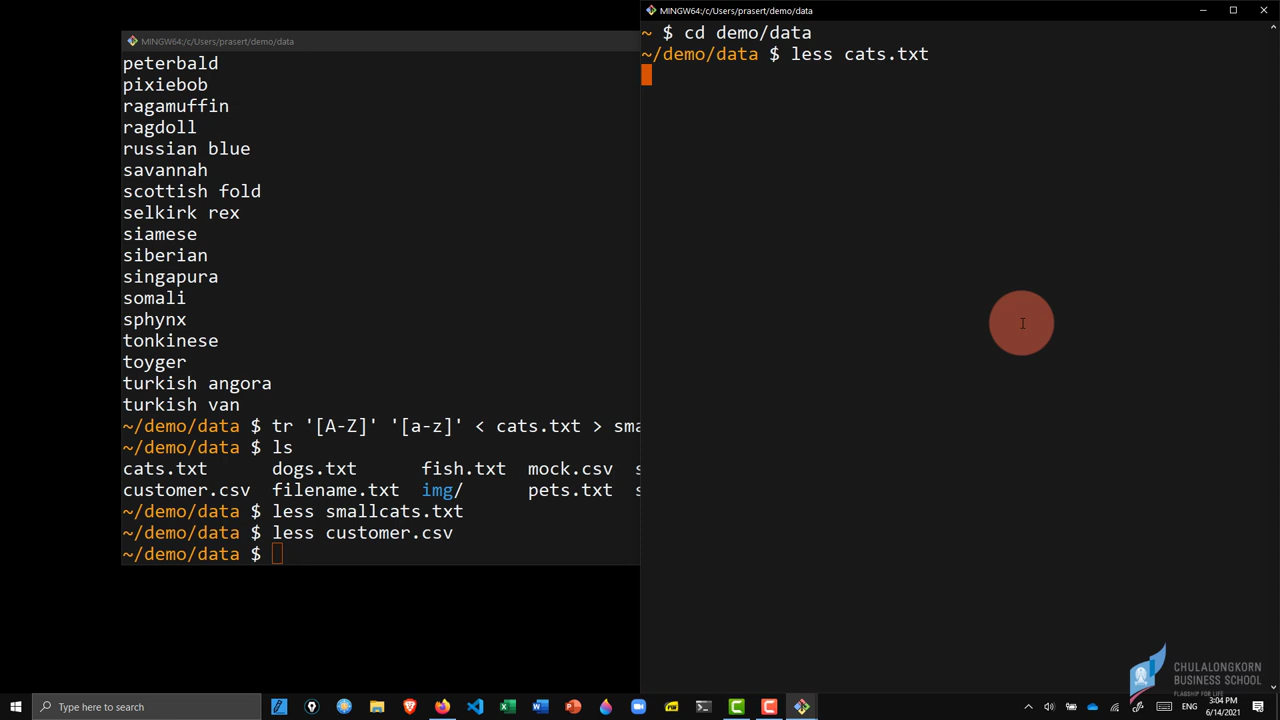 MINGW64:/c/Users/prasert/demo/data
peterbald
pixiebob
ragamuffin
ragdoll
russian blue
savannah
scottish fold
selkirk rex
siamese
siberian
singapura
somali
sphynx
tonkinese
toyger
turkish angora
turkish van
~/demo/data $ tr '[A-Z]' '[a-z]' < cats.txt > sma
~/demo/data $ ls
cats.txt dogs.txt fish.txt mock.csv s
customer.csv filename.txt img/ pets.txt s
~/demo/data $ less smallcats.txt
~/demo/data $ less customer.csv
~/demo/data $
MINGW64:/c/Users/prasert/demo/data
~ $ cd demo/data
~/demo/data $ less cats.txt
CHULALONGKORN
BUSINESS SCHOOL
FLAGSHIP FOR LIFE
Type here to search
ENG
3:04 PM
6/14/2021